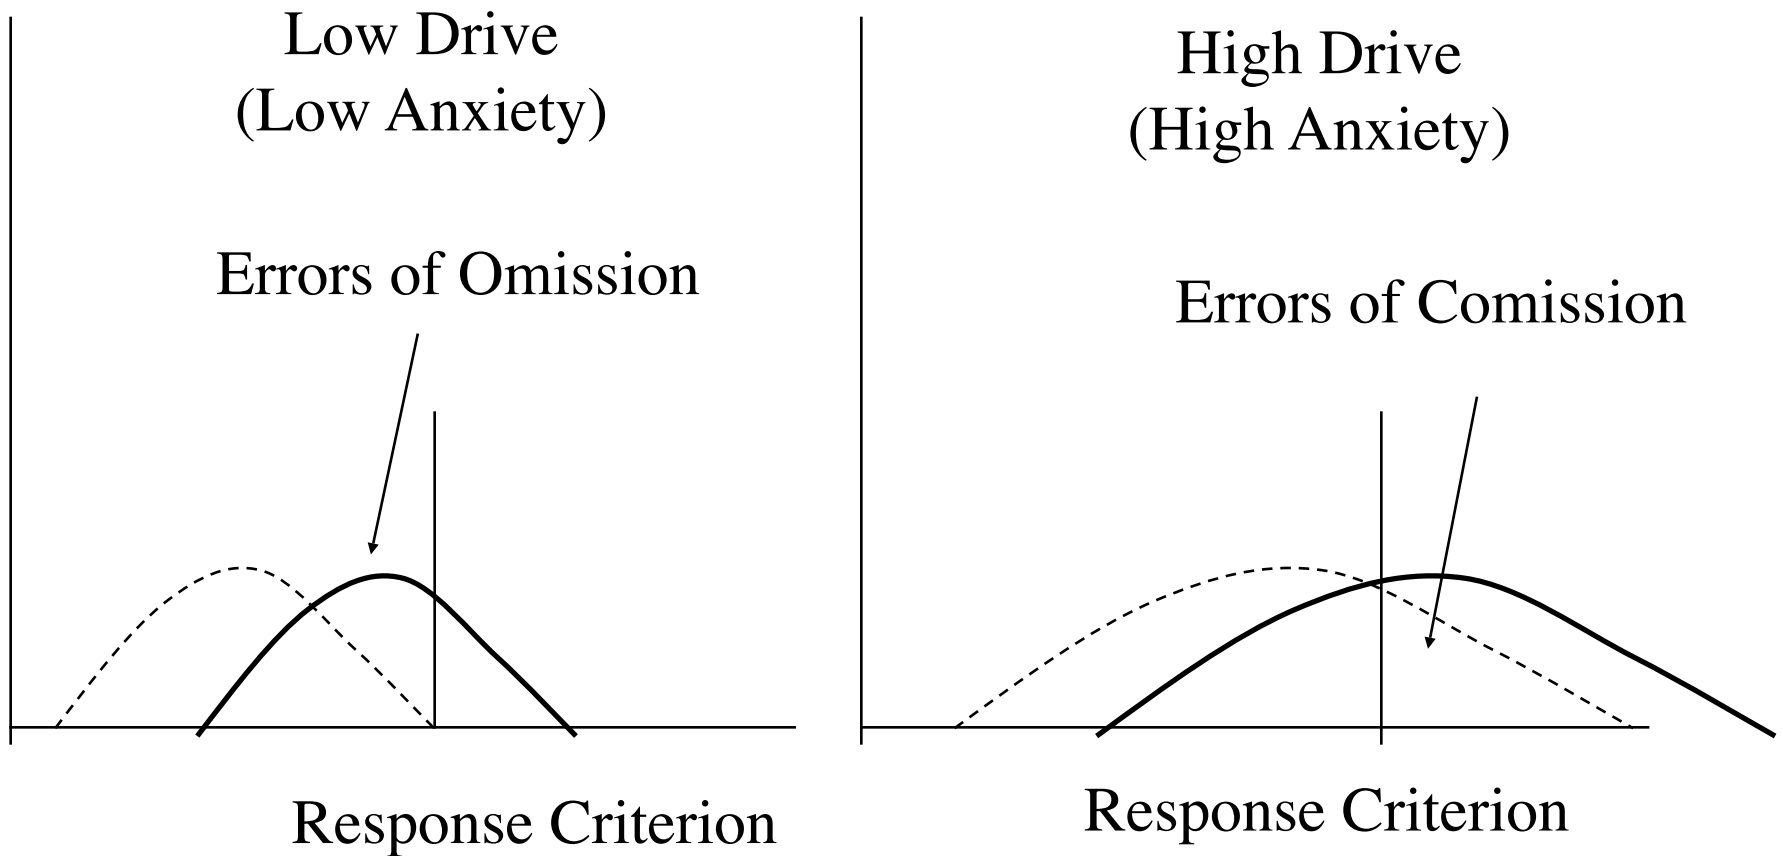 Low Drive
(Low Anxiety)
Errors of Omission
Response Criterion
High Drive
(High Anxiety)
Errors of Comission
Response Criterion